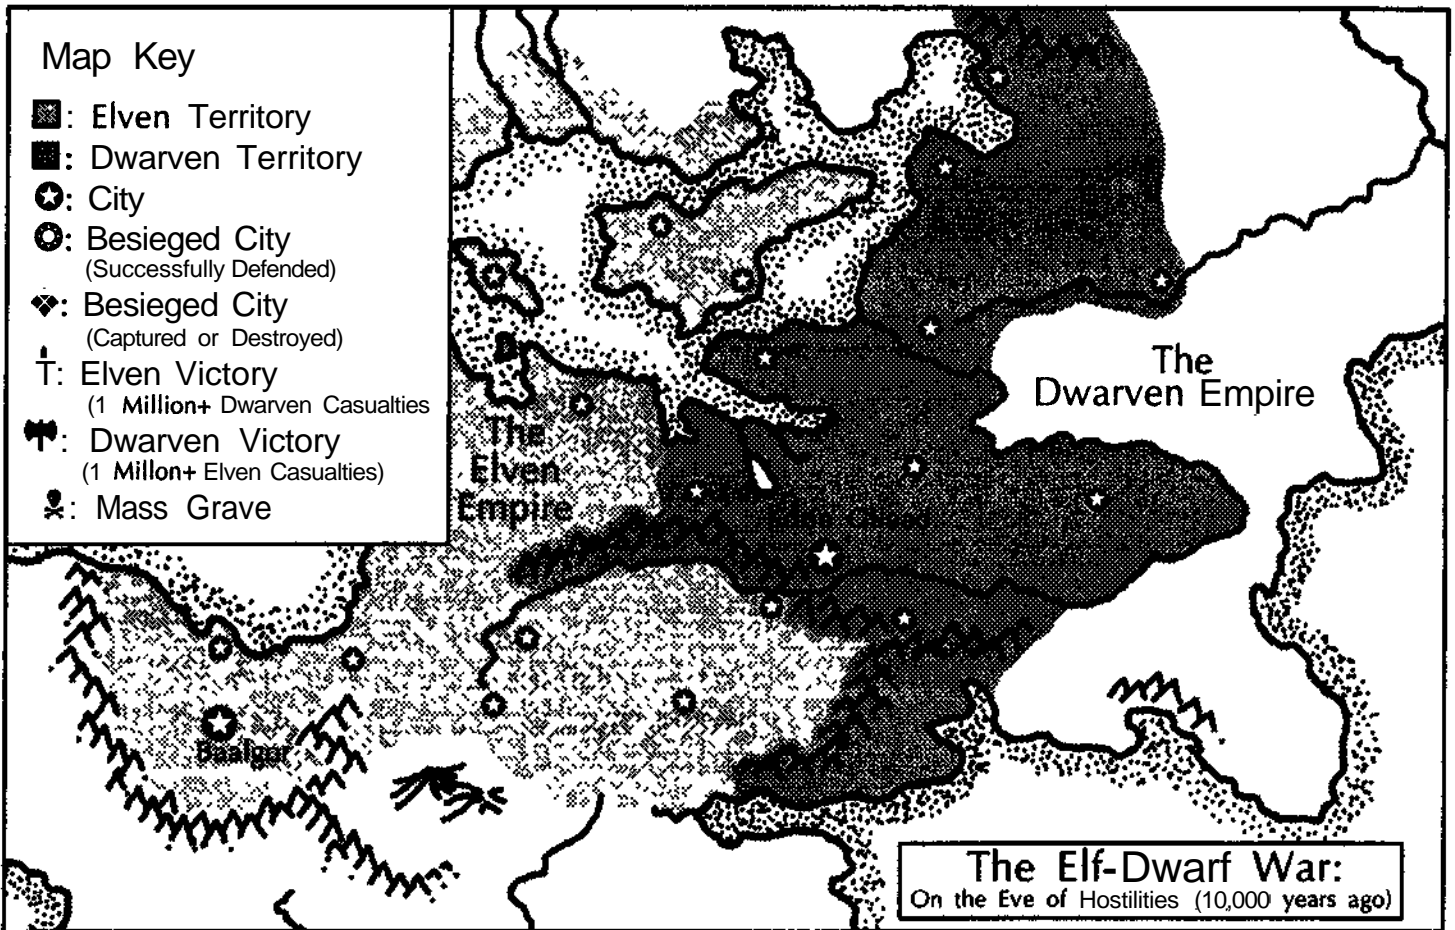 Map Key
: Elven Territory
: Dwarven Territory
: City
: Besieged City
(Successfully Defended)
: Besieged City
(Captured or Destroyed)
: Elven Victory
(1 Million+ Dwarven Casualties
: Dwarven Victory
(1 Millon+ Elven Casualties)
: Mass Grave
The
Dwarven Empire
The
Elven
Empire
Baalgor
The Elf-Dwarf War:
On the Eve of Hostilities (10,000 years ago)